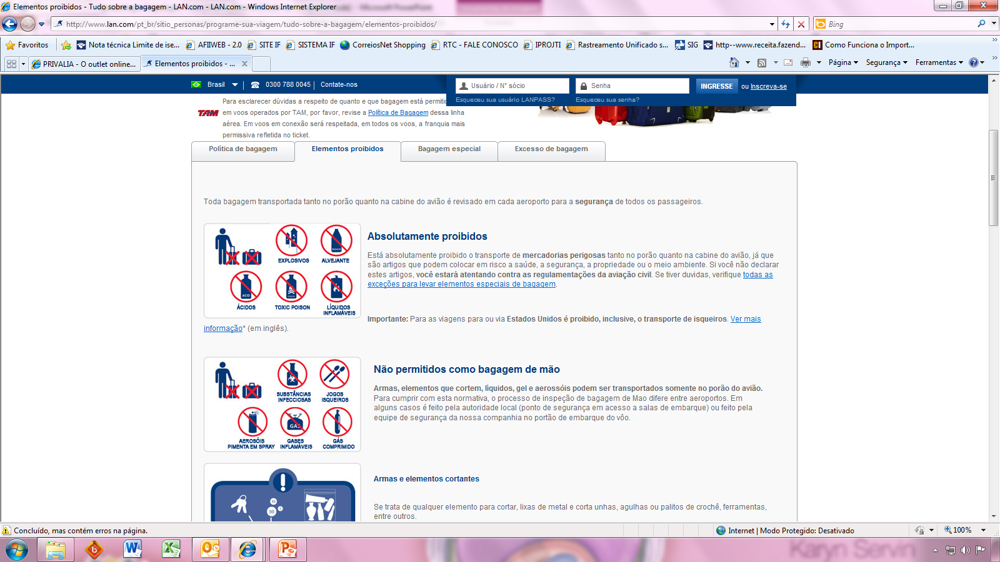 Elementos proibidos - Tudo sobre a bagagem - LAN.com - LAN.com - Windows Internet Explorer
http://www.lan.com/pt_br/sitio_personas/programe-sua-viagem/tudo-sobre-a-bagagem/elementos-proibidos/
Bing
Favoritos
Nota técnica Limite de ise...
AFIIWEB - 2.0
SITE IF
SISTEMA IF
CorreiosNet Shopping
RTC - FALE CONOSCO
IPROJTI
Rastreamento Unificado s...
SIG
http--www.receita.fazend...
Como Funciona o Import...
PRIVALIA - O outlet online...
Elementos proibidos - ...
Página
Segurança
Ferramentas
Brasil
0300 788 0045
Contate-nos
Usuário / N° sócio
Senha
INGRESSE
ou Inscreva-se
Esqueceu sua usuário LANPASS?
Esqueceu sua senha?
TAM
Para esclarecer dúvidas a respeito de quanto e que bagagem está permiti
em voos operados por TAM, por favor, revise a Política de Bagagem dessa linha
aérea. Em voos em conexão será respeitada, em todos os voos, a franquia mais
permissiva refletida no ticket.
Política de bagagem
Elementos proibidos
Bagagem especial
Excesso de bagagem
Toda bagagem transportada tanto no porão quanto na cabine do avião é revisado em cada aeroporto para a segurança de todos os passageiros.
EXPLOSIVOS
ALVEJANTE
ÁCIDOS
TOXIC POISON
LÍQUIDOS
INFLAMÁVEIS
Absolutamente proibidos
Está absolutamente proibido o transporte de mercadorias perigosas tanto no porão quanto na cabine do avião, já que
são artigos que podem colocar em risco a saúde, a segurança, a propriedade ou o meio ambiente. Si você não declarar
estes artigos, você estará atentando contra as regulamentações da aviação civil. Se tiver duvidas, verifique todas as
exceções para levar elementos especiais de bagagem.
Importante: Para as viagens para ou via Estados Unidos é proibido, inclusive, o transporte de isqueiros. Ver mais
informação* (em inglês).
SUBSTÂNCIAS
INFECCIOSAS
JOGOS
ISQUEIROS
AEROSÓIS
PIMENTA EM SPRAY
GAS
GASES
INFLAMÁVEIS
GÁS
COMPRIMIDO
Não permitidos como bagagem de mão
Armas, elementos que cortem, líquidos, gel e aerossóis podem ser transportados somente no porão do avião.
Para cumprir com esta normativa, o processo de inspeção de bagagem de Mao difere entre aeroportos. Em
alguns casos é feito pela autoridade local (ponto de segurança em acesso a salas de embarque) ou feito pela
equipe de segurança da nossa companhia no portão de embarque do vôo.
Armas e elementos cortantes
Se trata de qualquer elemento para cortar, lixas de metal e corta unhas, agulhas ou palitos de crochê, ferramentas,
entre outros.
Concluído, mas contém erros na página.
Internet | Modo Protegido: Desativado
100%
Karyn Servin